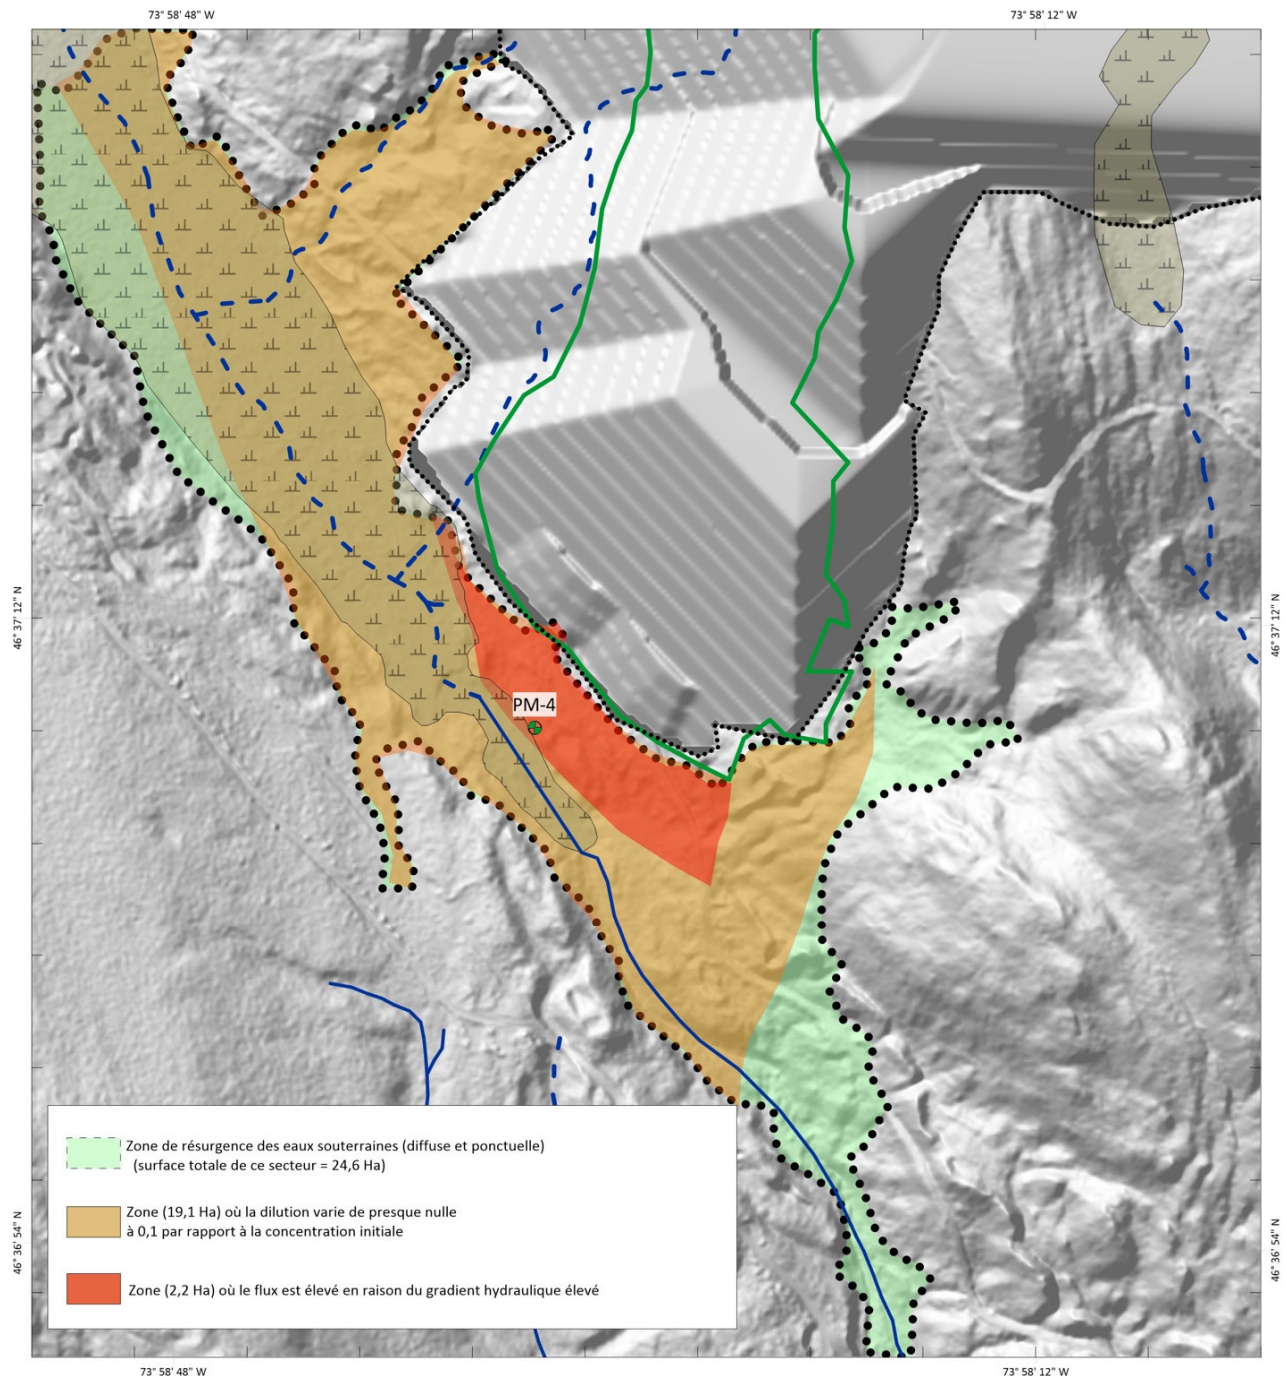 73° 58' 48" W
73° 58' 12" W
46° 37' 12" N
46° 37' 12" N
PM-4
Zone de résurgence des eaux souterraines (diffuse et ponctuelle)
(surface totale de ce secteur = 24,6 Ha)
Zone (19,1 Ha) où la dilution varie de presque nulle
à 0,1 par rapport à la concentration initiale
Zone (2,2 Ha) où le flux est élevé en raison du gradient hydraulique élevé
46° 36' 54" N
46° 36' 54" N
73° 58' 48" W
73° 58' 12" W